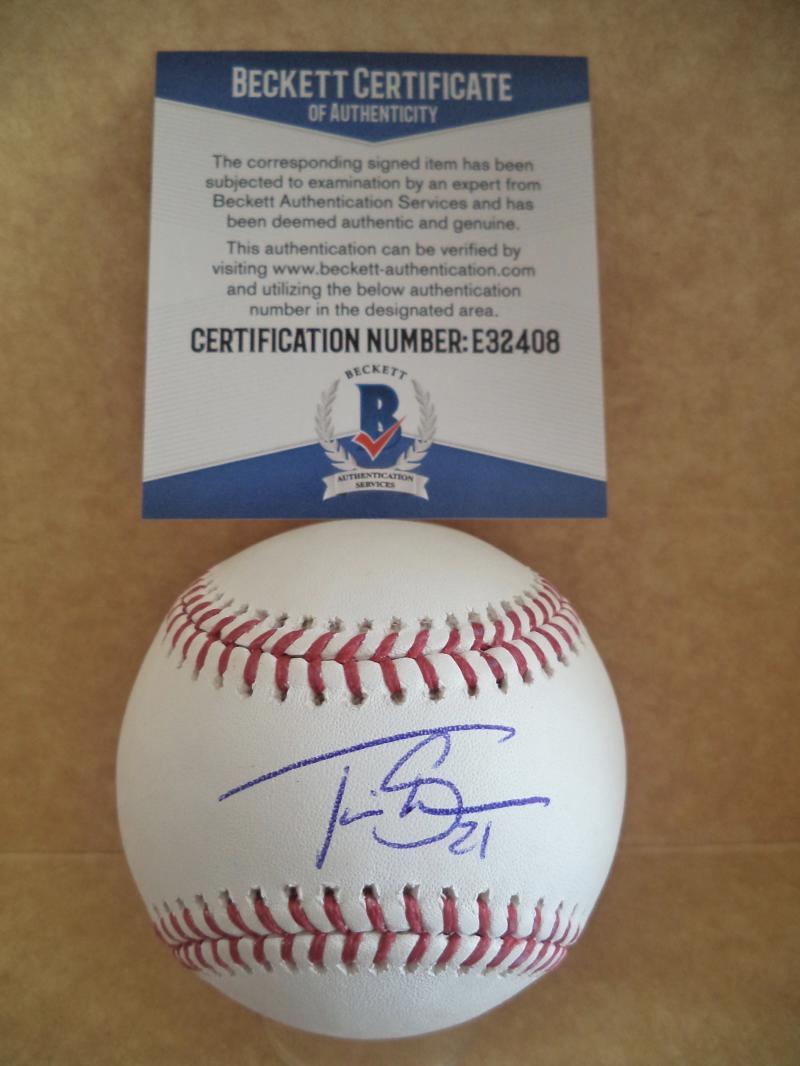 BECKETT CERTIFICATE
OF AUTHENTICITY
The corresponding signed item has been
subjected to examination by an expert from
Beckett Authentication Services and has
been deemed authentic and genuine.
This authentication can be verified by
visiting www.beckett-authentication.com
and utilizing the below authentication
number in the designated area.
CERTIFICATION NUMBER: E32408
BECKETT
B
AUTHENTICATION
SERVICES
21